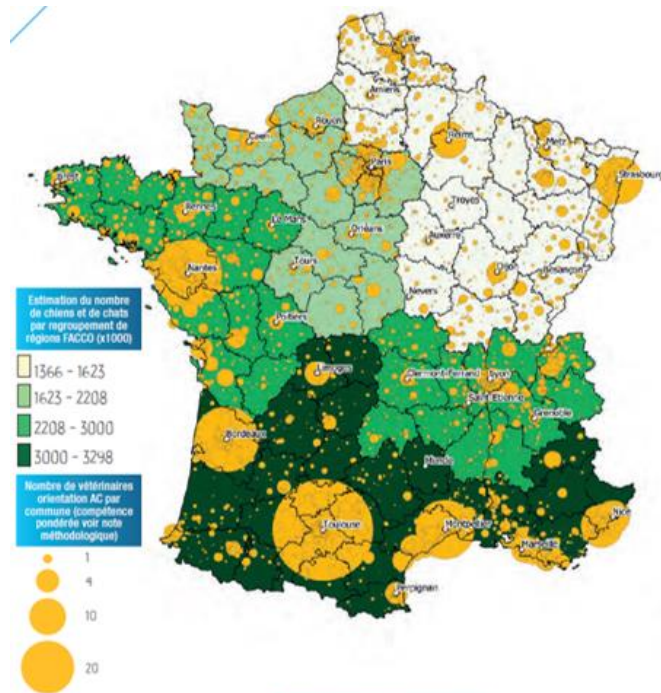 Lille
Amiens
Rouen
Caen
Reims
Metz
Paris
Strasbourg
Brest
Rennes
Le Mans
Orléans
Troyes
Auxerre
Nantes
Tours
Dijon
Besançon
Nevers
Poitiers
Estimation du nombre
de chiens et de chats
par regroupement de
régions FACCO (x1000)
1366 - 1623
1623 - 2208
2208 - 3000
3000 - 3298
Limoges
Clermont-Ferrand
Lyon
Saint-Etienne
Grenoble
Bordeaux
Mende
Nombre de vétérinaires
orientation AC par
commune (compétence
pondérée voir note
méthodologique)
1
4
10
20
Toulouse
Montpellier
Nice
Marseille
Perpignan